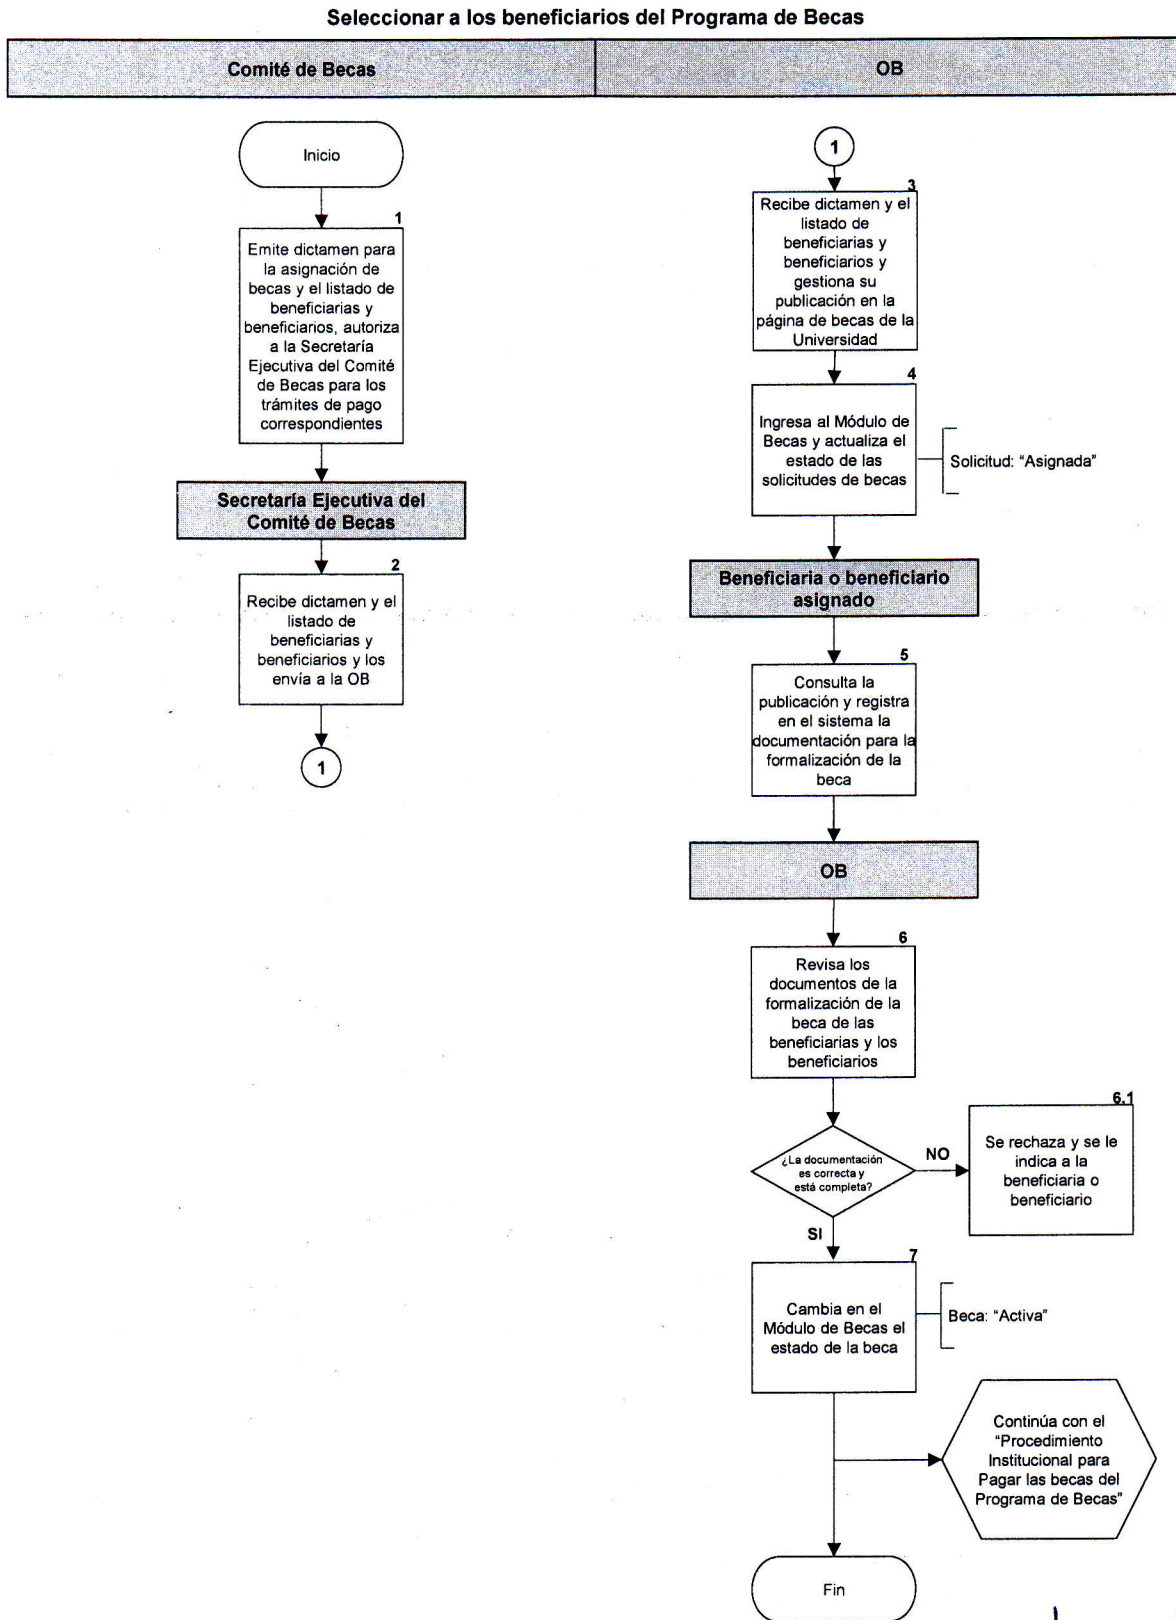 Seleccionar a los beneficiarios del Programa de Becas
Comité de Becas
OB
Inicio
1
Emite dictamen para
la asignación de
becas y el listado de
beneficiarias y
beneficiarios, autoriza
a la Secretaría
Ejecutiva del Comité
de Becas para los
trámites de pago
correspondientes
Secretaría Ejecutiva del
Comité de Becas
2
Recibe dictamen y el
listado de
beneficiarias y
beneficiarios y los
envía a la OB
1
1
3
Recibe dictamen y el
listado de
beneficiarias y
beneficiarios y
gestiona su
publicación en la
página de becas de la
Universidad
4
Ingresa al Módulo de
Becas y actualiza el
estado de las
solicitudes de becas
Solicitud: “Asignada”
Beneficiaria o beneficiario
asignado
5
Consulta la
publicación y registra
en el sistema la
documentación para la
formalización de la
beca
OB
6
Revisa los
documentos de la
formalización de la
beca de las
beneficiarias y los
beneficiarios
¿La documentación
es correcta y
está completa?
NO
6.1
Se rechaza y se le
indica a la
beneficiaria o
beneficiario
SI
7
Cambia en el
Módulo de Becas el
estado de la beca
Beca: “Activa”
Continúa con el
“Procedimiento
Institucional para
Pagar las becas del
Programa de Becas”
Fin